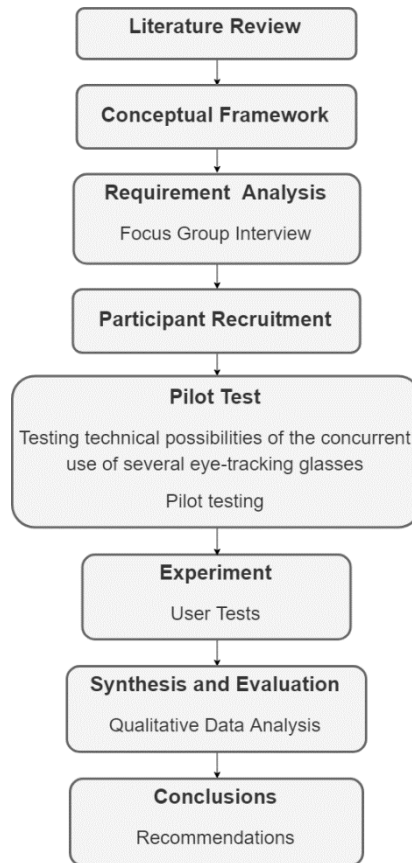 Literature Review
Conceptual Framework
Requirement Analysis
Focus Group Interview
Participant Recruitment
Pilot Test
Testing technical possibilities of the concurrent
use of several eye-tracking glasses
Pilot testing
Experiment
User Tests
Synthesis and Evaluation
Qualitative Data Analysis
Conclusions
Recommendations